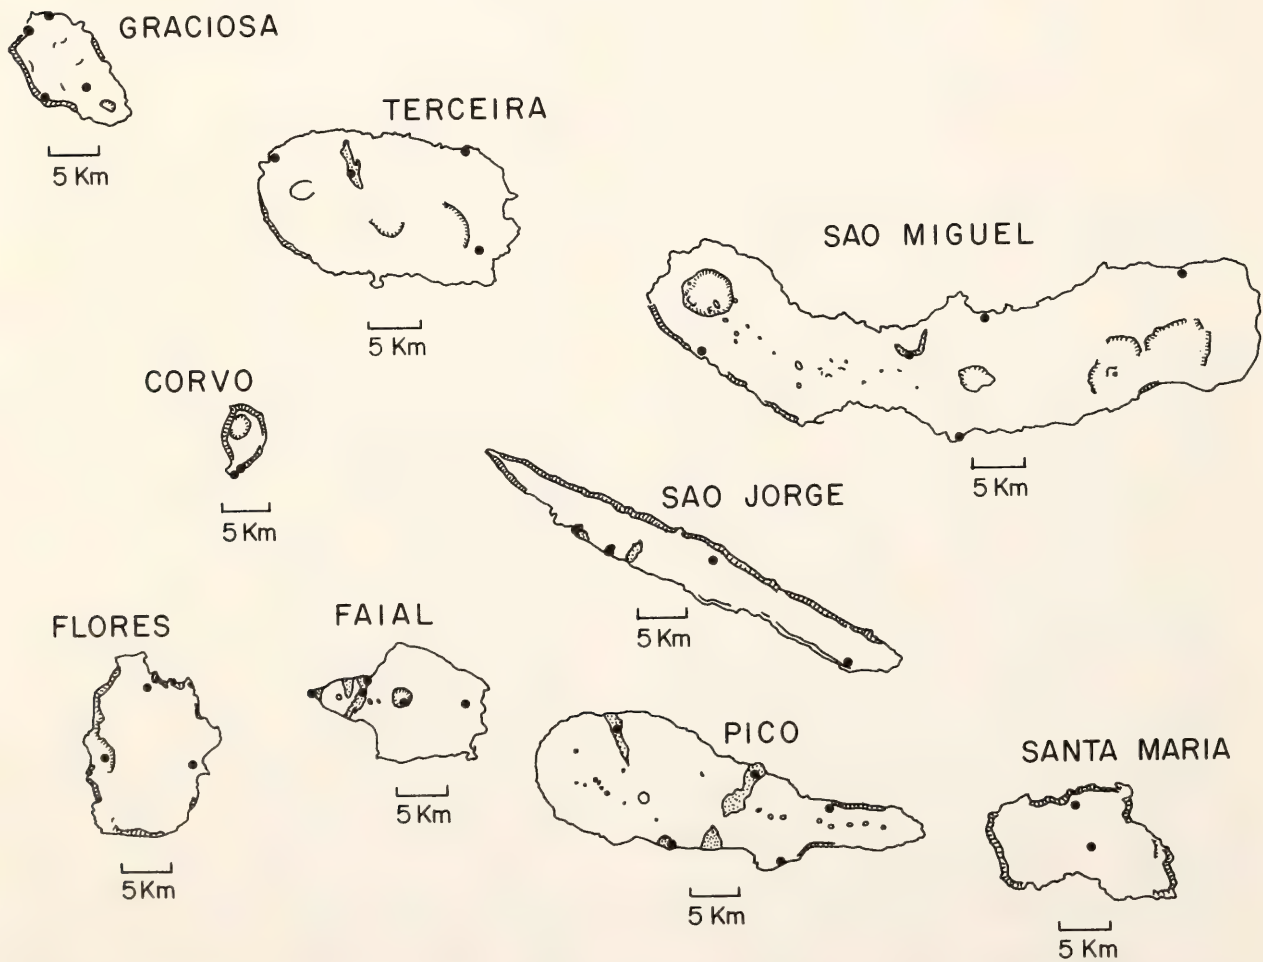 GRACIOSA
5 Km
TERCEIRA
5 Km
SAO MIGUEL
5 Km
CORVO
5 Km
SAO JORGE
5 Km
FLORES
5 Km
FAIAL
5 Km
PICO
5 Km
SANTA MARIA
5 Km